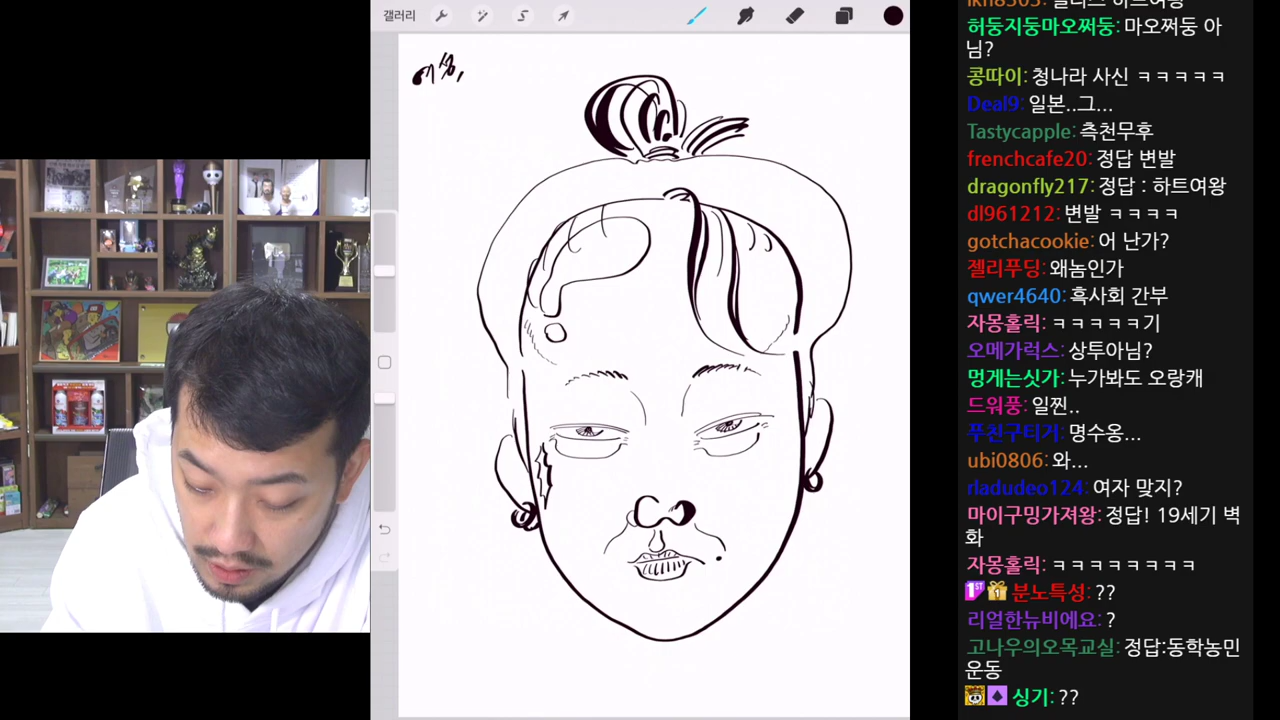 갤러리
여성,
허둥지둥마오쩌둥: 마오쩌둥 아
님?
콩따이: 청나라 사신 ㅋㅋㅋㅋㅋ
Deal9: 일본..그...
Tastycapple: 측천무후
frenchcafe20: 정답 변발
dragonfly217: 정답 : 하트여왕
dl961212: 변발 ㅋㅋㅋㅋ
gotchacookie: 어 난가?
젤리푸딩: 왜놈인가
qwer4640: 흑사회 간부
자몽홀릭: ㅋㅋㅋㅋㅋ기
오메가럭스: 상투아님?
멍게는싯가: 누가봐도 오랑캐
드워풍: 일찐..
푸친구티거: 명수옹...
ubi0806: 와...
rladudeo124: 여자 맞지?
마이구밍가져왕: 정답! 19세기 벽
화
자몽홀릭: ㅋㅋㅋㅋㅋㅋㅋㅋ
1ST 1 분노특성: ??
리얼한뉴비에요: ?
고나우의오목교실: 정답:동학농민
운동
싱기: ??